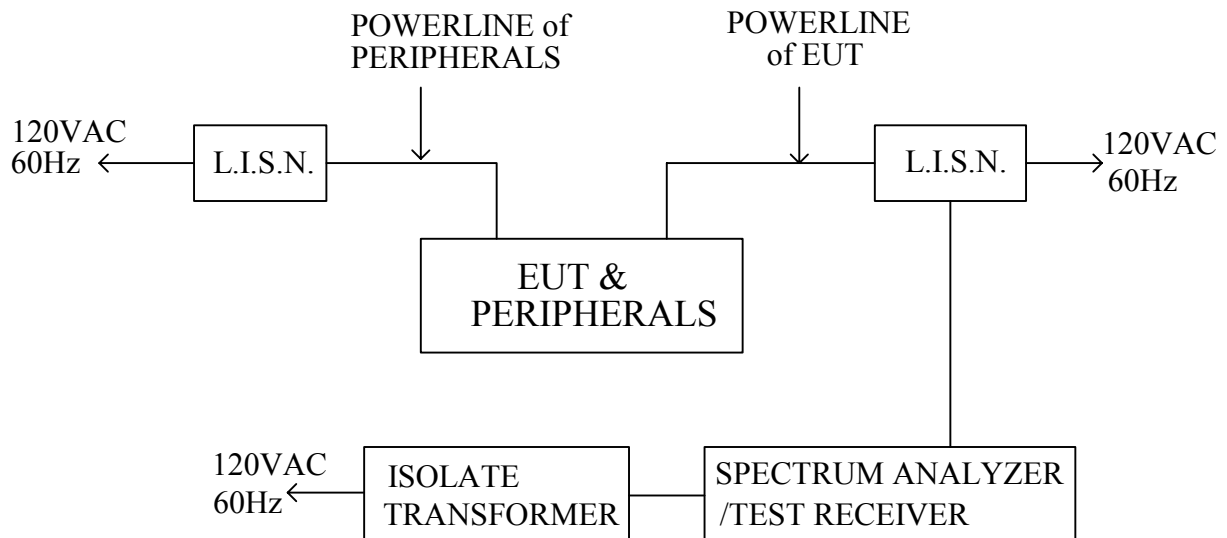 POWERLINE of
PERIPHERALS
POWERLINE
of EUT
120VAC
60Hz
L.I.S.N.
L.I.S.N.
120VAC
60Hz
EUT &
PERIPHERALS
120VAC
60Hz
ISOLATE
TRANSFORMER
SPECTRUM ANALYZER
/TEST RECEIVER